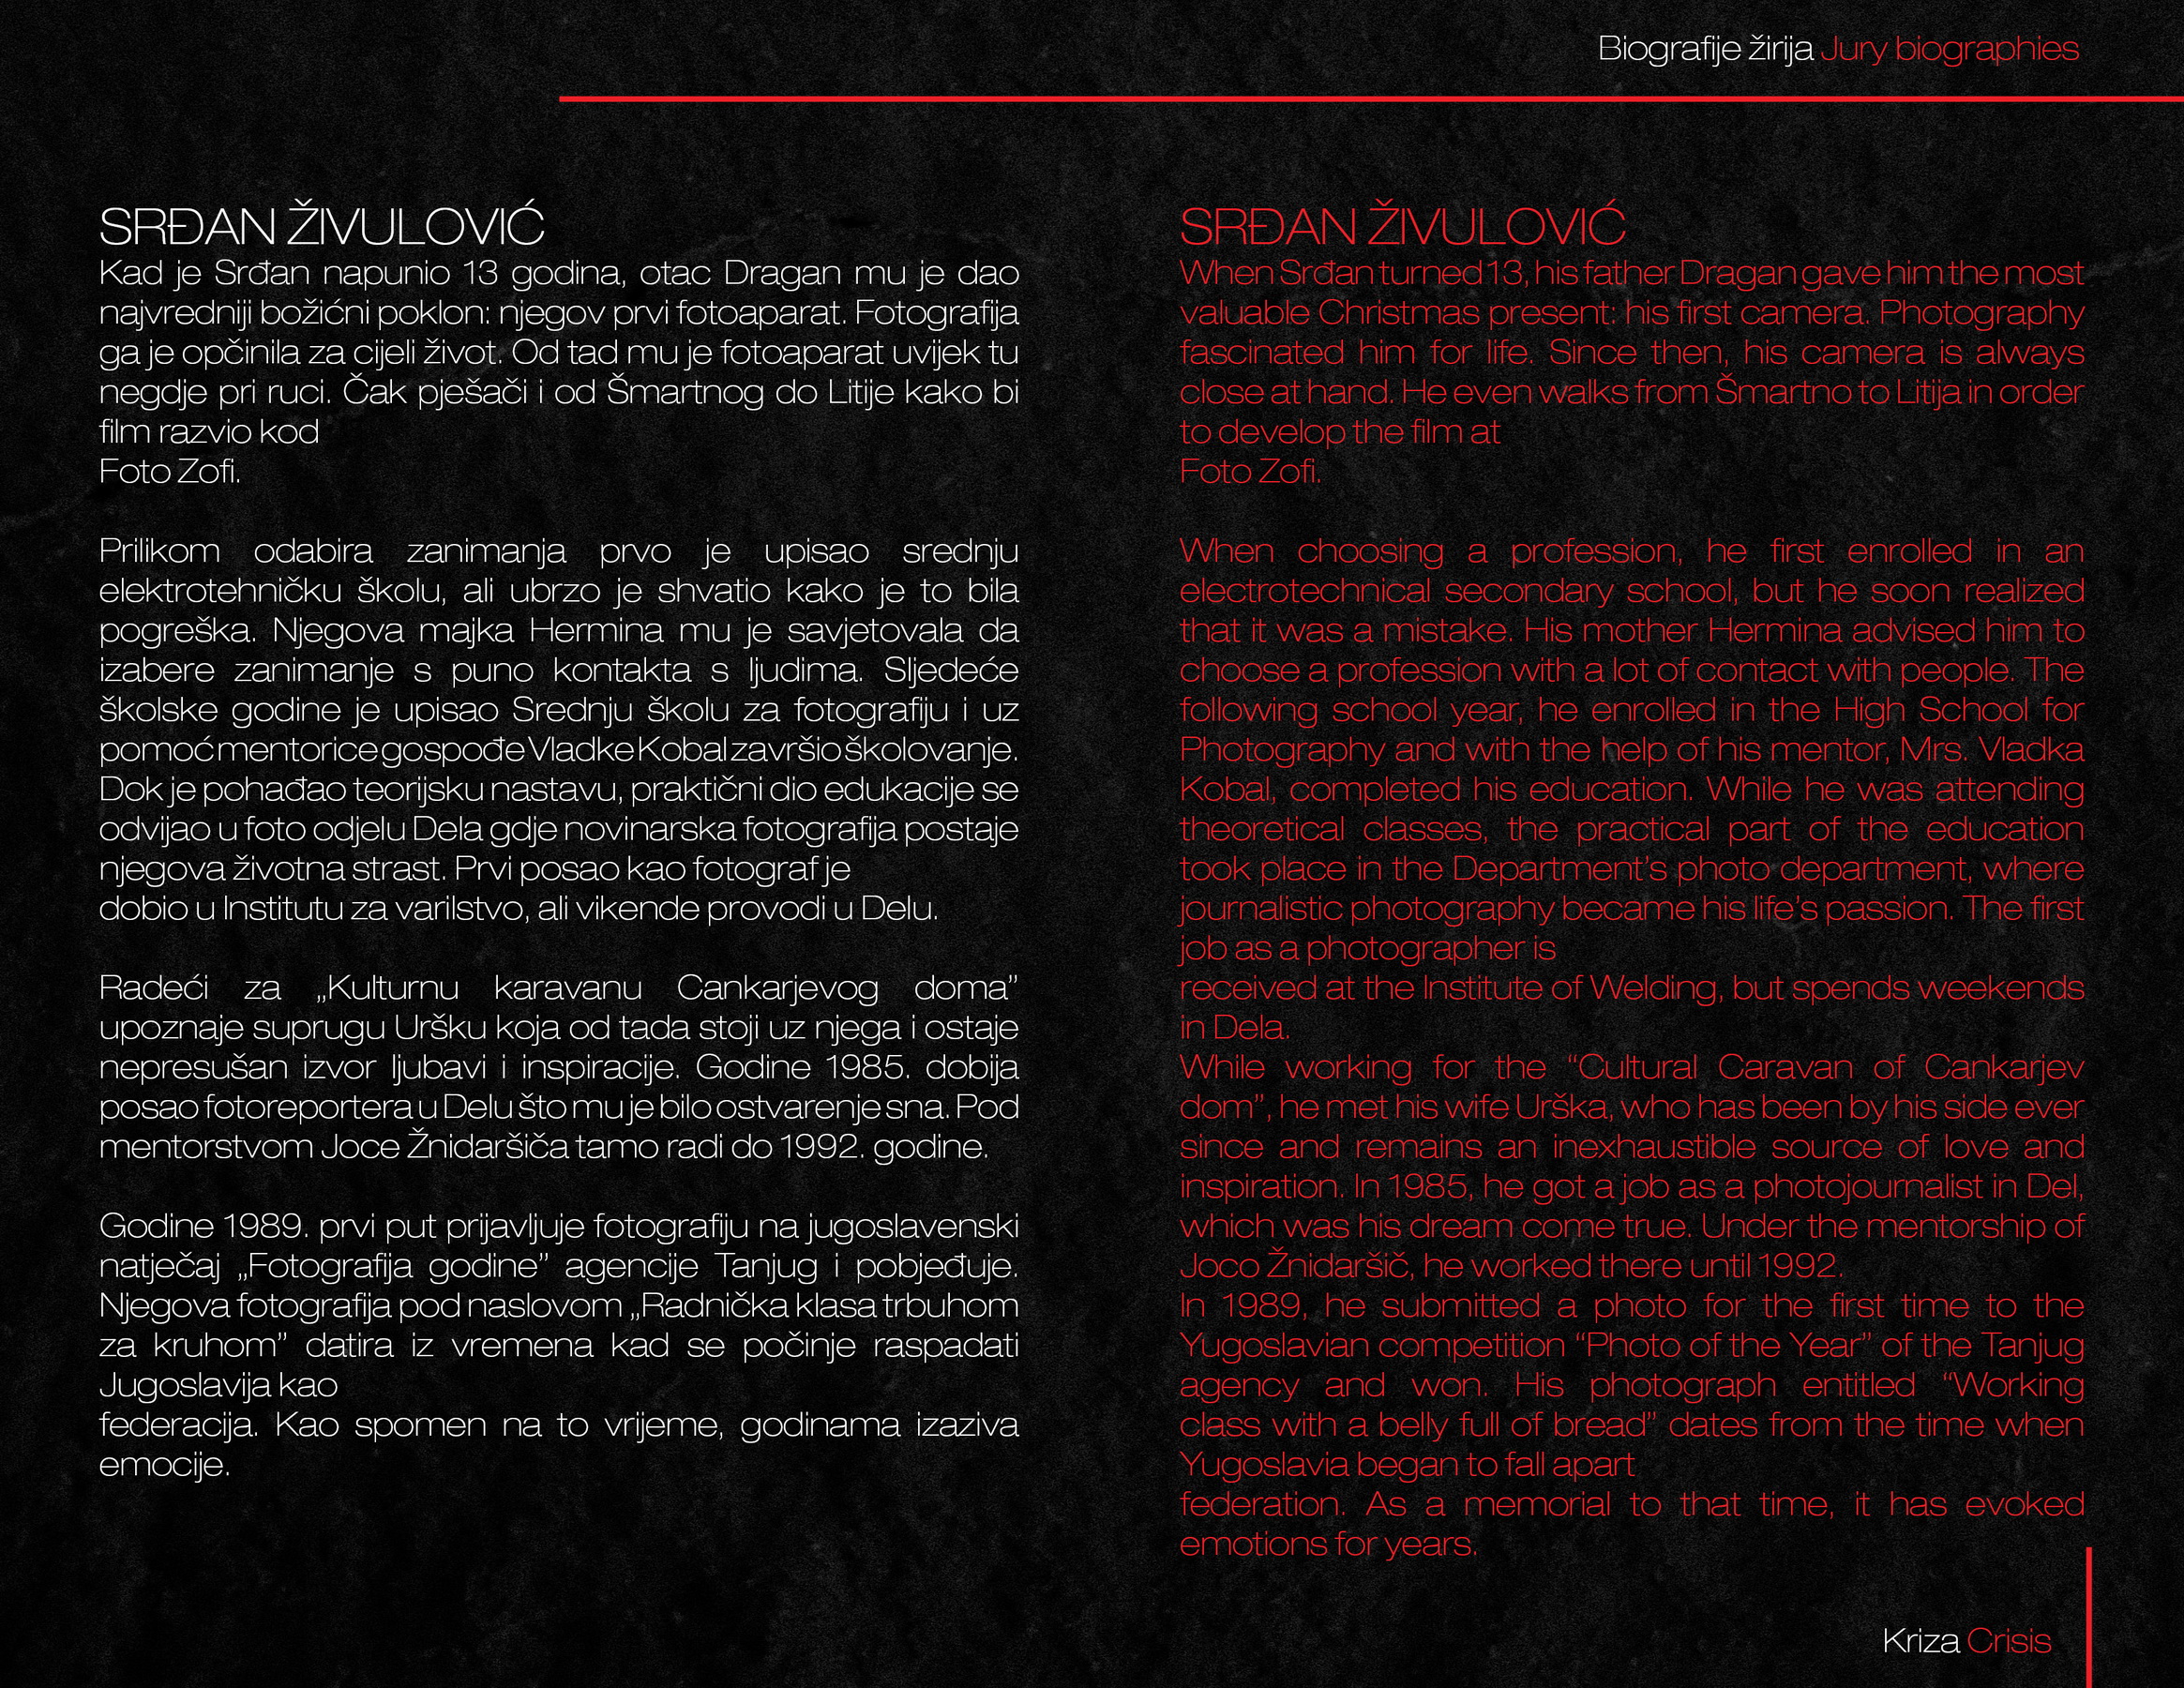 Biografije žirija Jury biographies
SRĐAN ŽIVULOVIĆ
Kad je Srđan napunio 13 godina, otac Dragan mu je dao
najvredniji božićni poklon: njegov prvi fotoaparat. Fotografija
ga je opčinila za cijeli život. Od tad mu je fotoaparat uvijek tu
negdje pri ruci. Čak pješači i od Šmartnog do Litije kako bi
film razvio kod
Foto Zofi.
Prilikom odabira zanimanja prvo je upisao srednju
elektrotehničku školu, ali ubrzo je shvatio kako je to bila
pogreška. Njegova majka Hermina mu je savjetovala da
izabere zanimanje s puno kontakta s ljudima. Sljedeće
školske godine je upisao Srednju školu za fotografiju i uz
pomoć mentorice gospođe Vladke Kobal završio školovanje.
Dok je pohađao teorijsku nastavu, praktični dio edukacije se
odvijao u foto odjelu Dela gdje novinarska fotografija postaje
njegova životna strast. Prvi posao kao fotograf je
dobio u Institutu za varilstvo, ali vikende provodi u Delu.
Radeći za „Kulturnu karavanu Cankarjevog doma”
upoznaje suprugu Uršku koja od tada stoji uz njega i ostaje
nepresušan izvor ljubavi i inspiracije. Godine 1985. dobija
posao fotoreportera u Delu što mu je bilo ostvarenje sna. Pod
mentorstvom Joce Žnidaršiča tamo radi do 1992. godine.
Godine 1989. prvi put prijavljuje fotografiju na jugoslavenski
natječaj „Fotografija godine” agencije Tanjug i pobjeđuje.
Njegova fotografija pod naslovom „Radnička klasa trbuhom
za kruhom” datira iz vremena kad se počinje raspadati
Jugoslavija kao
federacija. Kao spomen na to vrijeme, godinama izaziva
emocije.
SRĐAN ŽIVULOVIĆ
When Srđan turned 13, his father Dragan gave him the most
valuable Christmas present: his first camera. Photography
fascinated him for life. Since then, his camera is always
close at hand. He even walks from Šmartno to Litija in order
to develop the film at
Foto Zofi.
When choosing a profession, he first enrolled in an
electrotechnical secondary school, but he soon realized
that it was a mistake. His mother Hermina advised him to
choose a profession with a lot of contact with people. The
following school year, he enrolled in the High School for
Photography and with the help of his mentor, Mrs. Vladka
Kobal, completed his education. While he was attending
theoretical classes, the practical part of the education
took place in the Department’s photo department, where
journalistic photography became his life’s passion. The first
job as a photographer is
received at the Institute of Welding, but spends weekends
in Dela.
While working for the “Cultural Caravan of Cankarjev
dom”, he met his wife Urška, who has been by his side ever
since and remains an inexhaustible source of love and
inspiration. In 1985, he got a job as a photojournalist in Del,
which was his dream come true. Under the mentorship of
Joco Žnidaršič, he worked there until 1992.
In 1989, he submitted a photo for the first time to the
Yugoslavian competition “Photo of the Year” of the Tanjug
agency and won. His photograph entitled “Working
class with a belly full of bread” dates from the time when
Yugoslavia began to fall apart
federation. As a memorial to that time, it has evoked
emotions for years.
Kriza Crisis